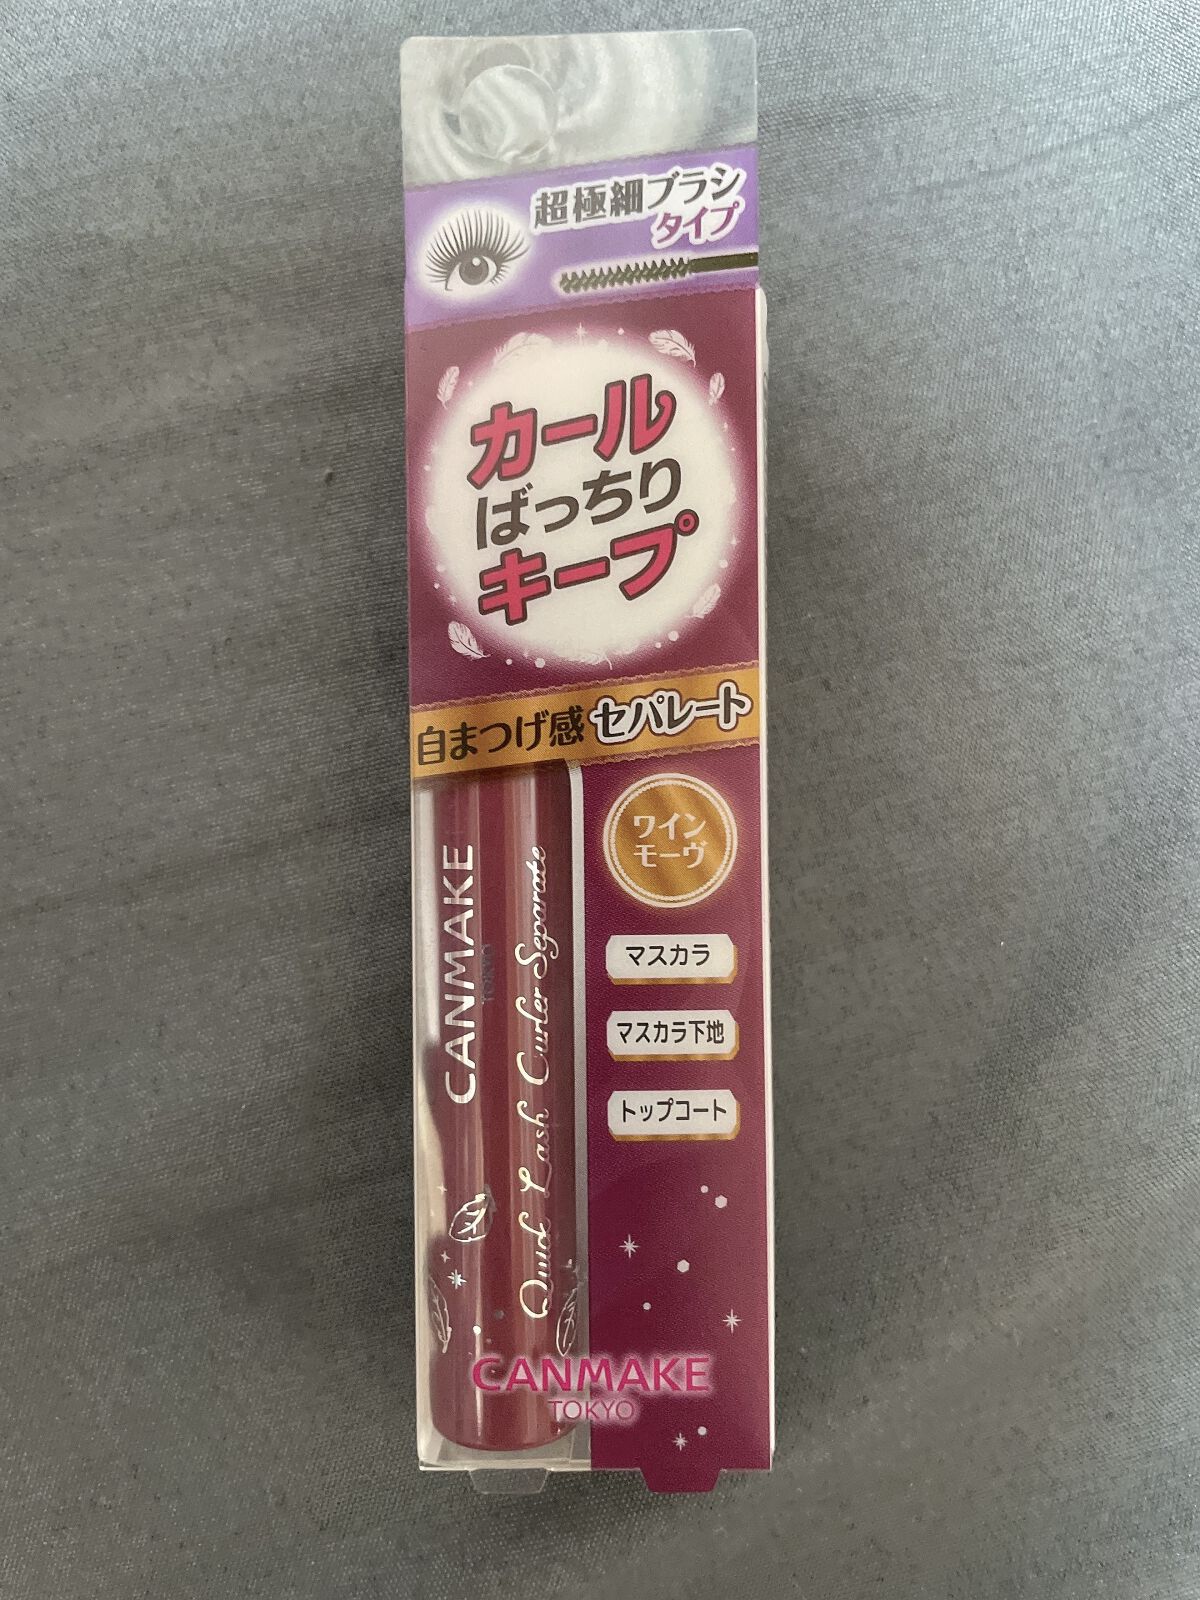 超極細ブラシ
タイプ
カール
ばっちり
キープ
自まつげ感 セパレート
ワイン
モーヴ
マスカラ
マスカラ下地
トップコート
CANMAKE
TOKYO
Quick Lash Curler Separate
CANMAKE
TOKYO